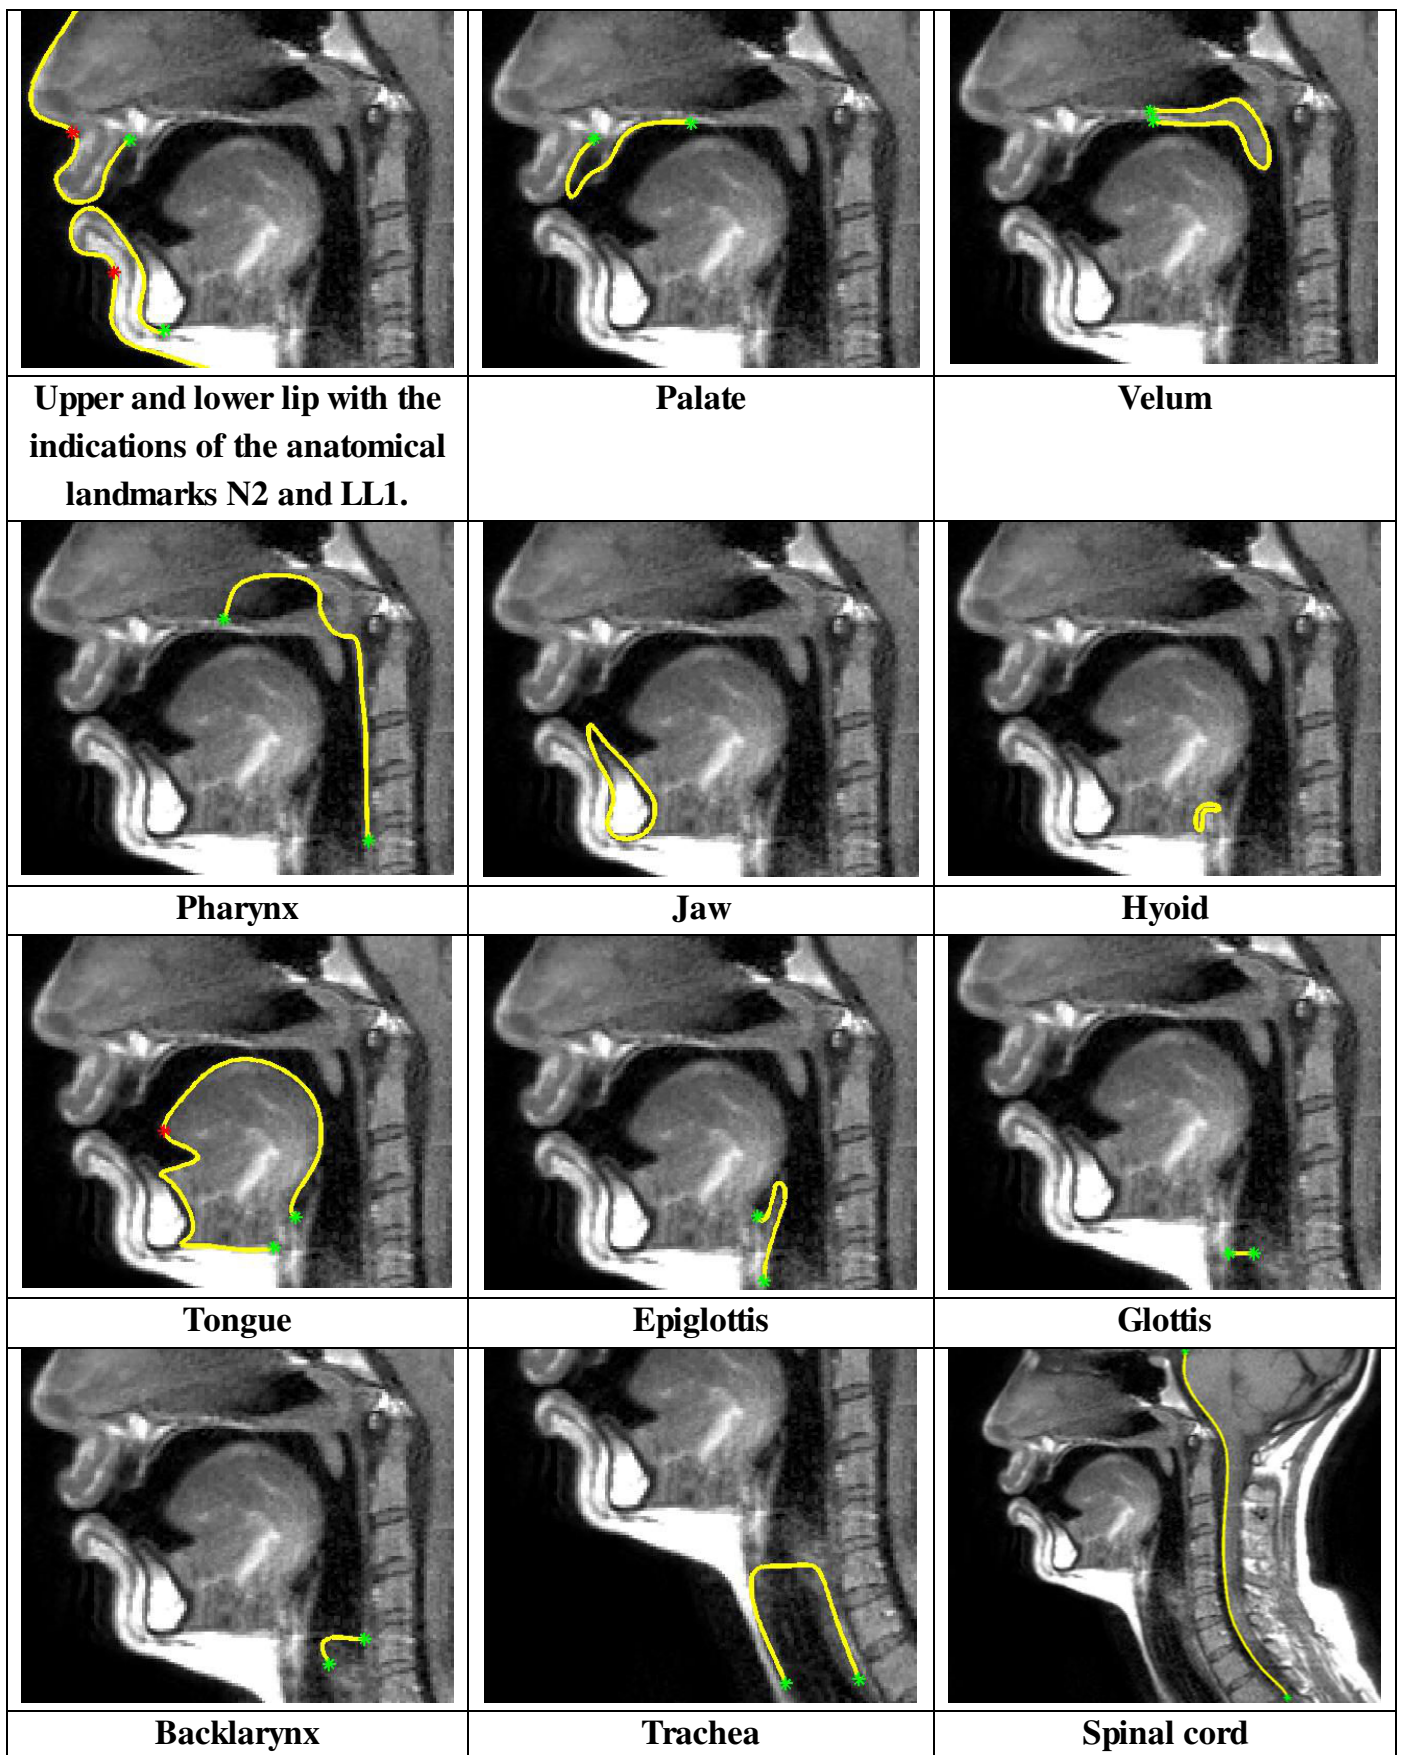 Upper and lower lip with the
indications of the anatomical
landmarks N2 and LL1.
Palate
Velum
Pharynx
Jaw
Hyoid
Tongue
Epiglottis
Glottis
Backlarynx
Trachea
Spinal cord